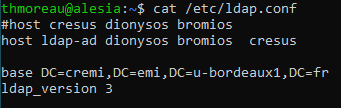 thmoreau@alesia:~$ cat /etc/ldap.conf
#host cresus dionysos bromios
host ldap-ad dionysos bromios  cresus
base DC=cremi,DC=emi,DC=u-bordeaux1,DC=fr
ldap_version 3